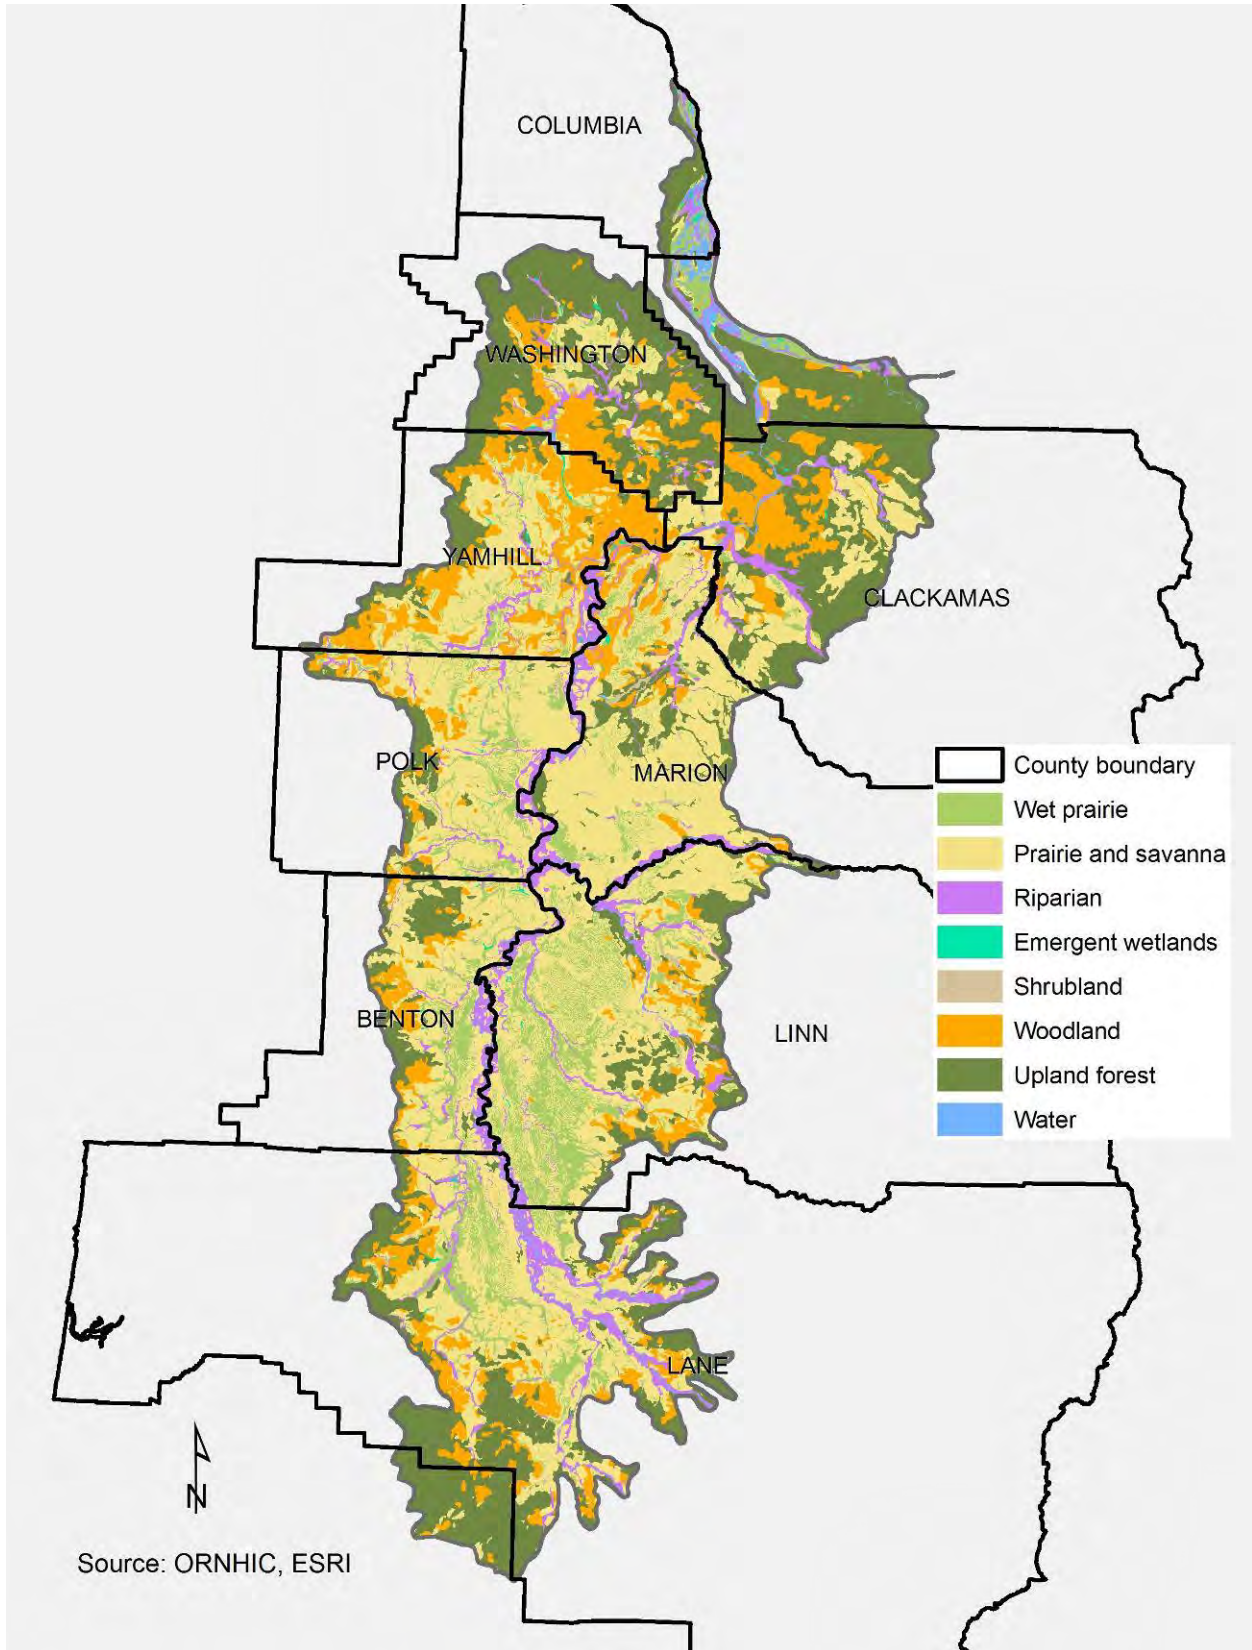 COLUMBIA
WASHINGTON
YAMHILL
CLACKAMAS
POLK
MARION
County boundary
Wet prairie
Prairie and savanna
Riparian
Emergent wetlands
Shrubland
Woodland
Upland forest
Water
BENTON
LINN
LANE
N
Source: ORNHIC, ESRI